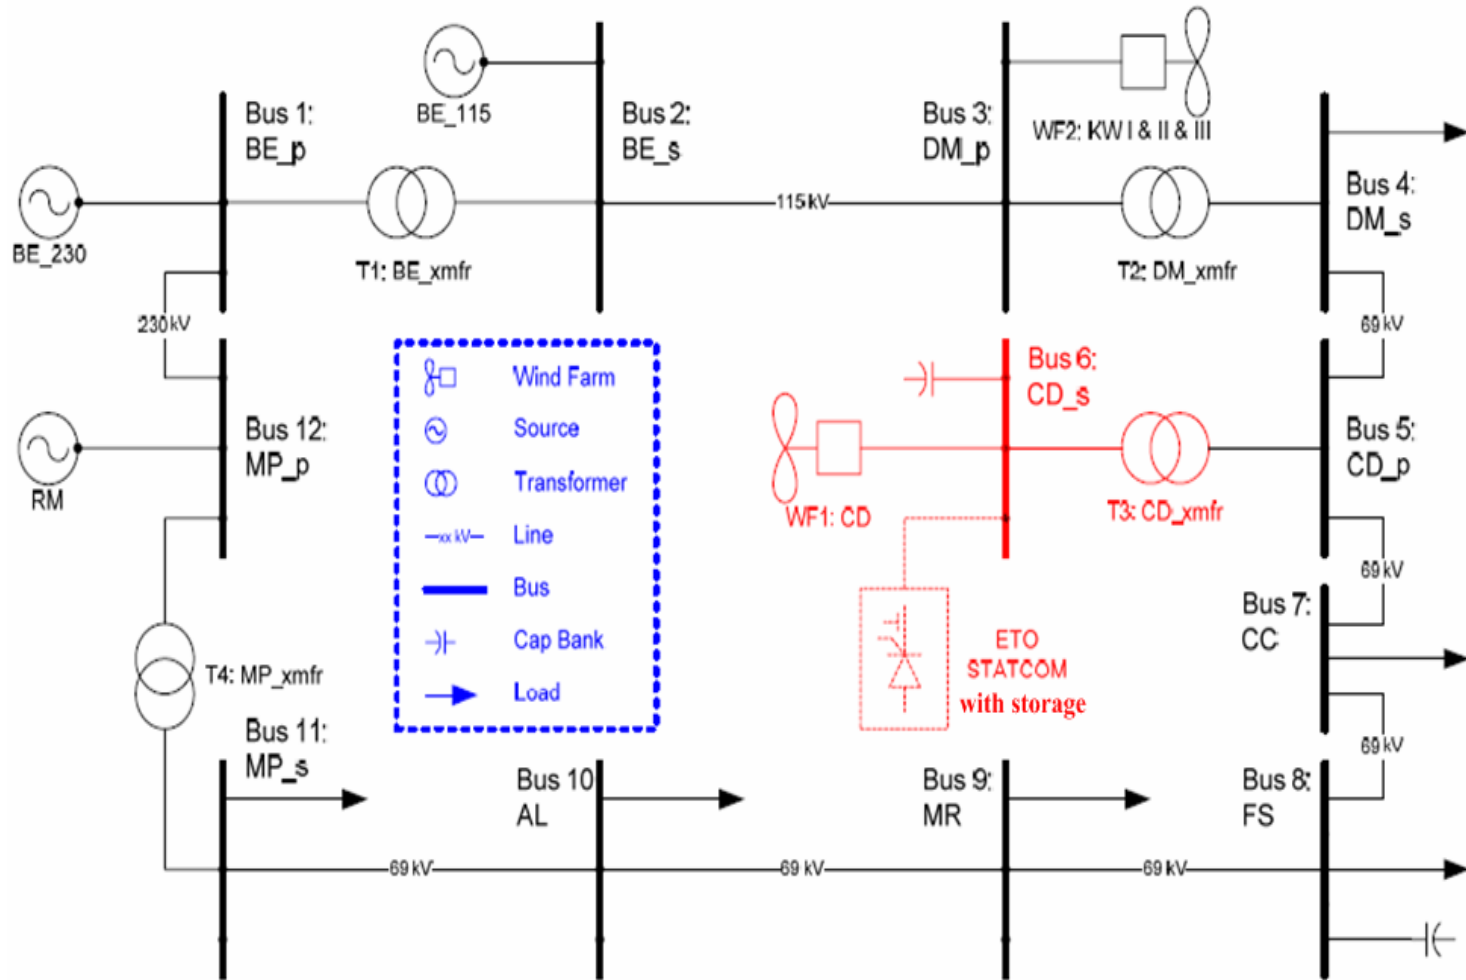 BE_115
Bus 1:
BE_p
Bus 2:
BE_s
Bus 3:
DM_p
WF2: KW I & II & III
Bus 4:
DM_s
BE_230
T1: BE_xmfr
115 kV
T2: DM_xmfr
230 kV
69 kV
Wind Farm
Source
Transformer
xx kV
Line
Bus
Cap Bank
Load
Bus 6:
CD_s
Bus 12:
MP_p
RM
WF1: CD
T3: CD_xmfr
Bus 5:
CD_p
69 kV
ETO
STATCOM
with storage
Bus 7:
CC
T4: MP_xmfr
69 kV
Bus 11:
MP_s
Bus 10
AL
Bus 9:
MR
Bus 8:
FS
69 kV
69 kV
69 kV